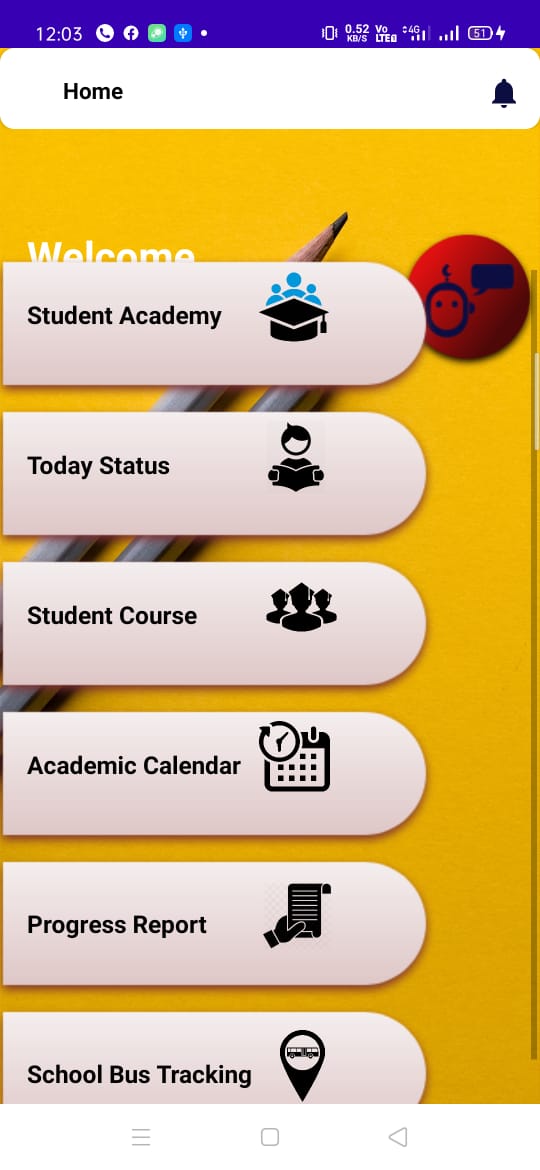 12:03
0.52 KB/S Vo LTE 4G 51
Home
Welcome
Student Academy
Today Status
Student Course
Academic Calendar
Progress Report
School Bus Tracking